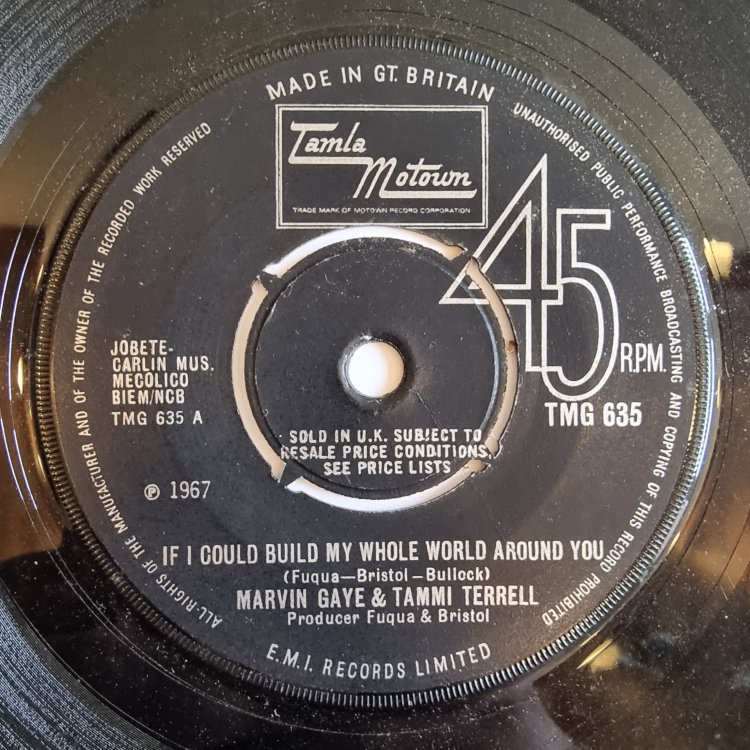 MADE IN GT. BRITAIN
UNAUTHORISED PUBLIC PERFORMANCE BROADCASTING AND COPYING OF THIS RECORD PROHIBITED
ALL RIGHTS OF THE MANUFACTURER AND OF THE OWNER OF THE RECORDED WORK RESERVED
Tamla
Motown
TRADE MARK OF MOTOWN RECORD CORPORATION
45
R.P.M.
TMG 635
JOBETE-
CARLIN MUS.
MECOLICO
BIEM/NCB
TMG 635 A
SOLD IN U.K. SUBJECT TO
RESALE PRICE CONDITIONS,
SEE PRICE LISTS
℗ 1967
IF I COULD BUILD MY WHOLE WORLD AROUND YOU
(Fuqua—Bristol—Bullock)
MARVIN GAYE & TAMMI TERRELL
Producer Fuqua & Bristol
E.M.I. RECORDS LIMITED